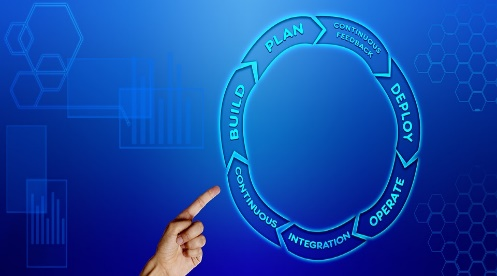 PLAN
CONTINUOUS
FEEDBACK
DEPLOY
OPERATE
INTEGRATION
CONTINUOUS
BUILD